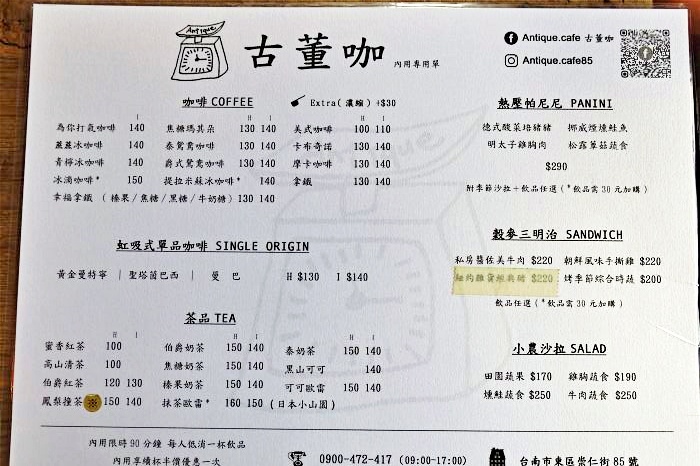 Antique
古董咖 內用專用單
Antique.cafe 古董咖
Antique.cafe85
咖啡 COFFEE
Extra(濃縮) +$30
I H I H I
為你打氣咖啡 140 焦糖瑪其朵 130 140 美式咖啡 100 110
蓋蓋冰咖啡 140 泰鴛鴦咖啡 130 140 卡布奇諾 130 140
青檸冰咖啡 140 爵式鴛鴦咖啡 130 140 摩卡咖啡 130 140
冰滴咖啡* 150 提拉米蘇冰咖啡* 140 拿鐵 130 140
幸福拿鐵 (榛果/焦糖/黑糖/牛奶糖) 130 140
虹吸式單品咖啡 SINGLE ORIGIN
黃金曼特寧 | 聖塔茵巴西 | 曼 巴 H $130 I $140
茶品 TEA
H I H I H I
蜜香紅茶 100 伯爵奶茶 150 140 泰奶茶 150 140
高山清茶 100 焦糖奶茶 150 140 黑山可可 140
伯爵紅茶 120 130 榛果奶茶 150 140 可可歐雷 150 140
鳳梨撞茶 ※ 150 140 抹茶歐雷* 160 150 (日本小山園)
熱壓帕尼尼 PANINI
德式酸菜培豬豬 挪威煙燻鮭魚
明太子雞胸肉 松露蕈菇蔬食
$290
附季節沙拉+飲品任選 (*飲品需30元加購)
穀麥三明治 SANDWICH
私房醬佐美牛肉 $220 朝鮮風味手撕雞 $220
紐約雜貨經典豬 $220 烤季節綜合時蔬 $200
飲品任選 (*飲品需30元加購)
小農沙拉 SALAD
田園蔬果 $170 雞胸蔬食 $190
燻鮭蔬食 $250 牛肉蔬食 $250
內用限時90分鐘 每人低消一杯飲品
內用享續杯半價優惠一次
0900-472-417 (09:00-17:00)
台南市東區崇仁街85號